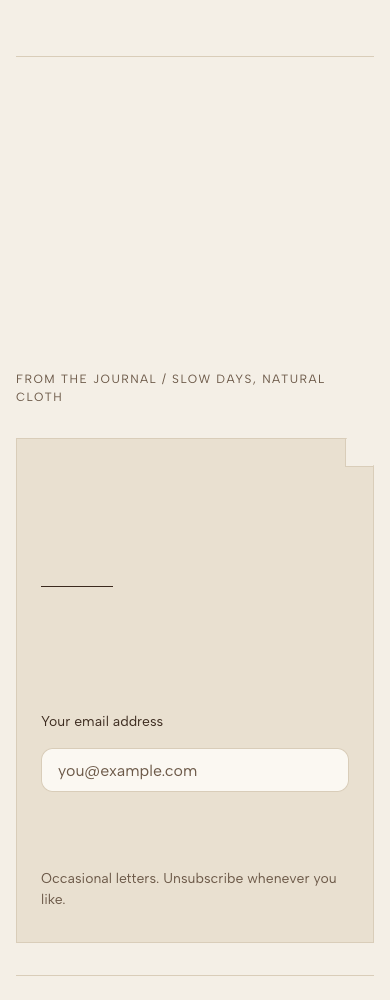 FROM THE JOURNAL / SLOW DAYS, NATURAL
CLOTH
Your email address
you@example.com
Occasional letters. Unsubscribe whenever you
like.